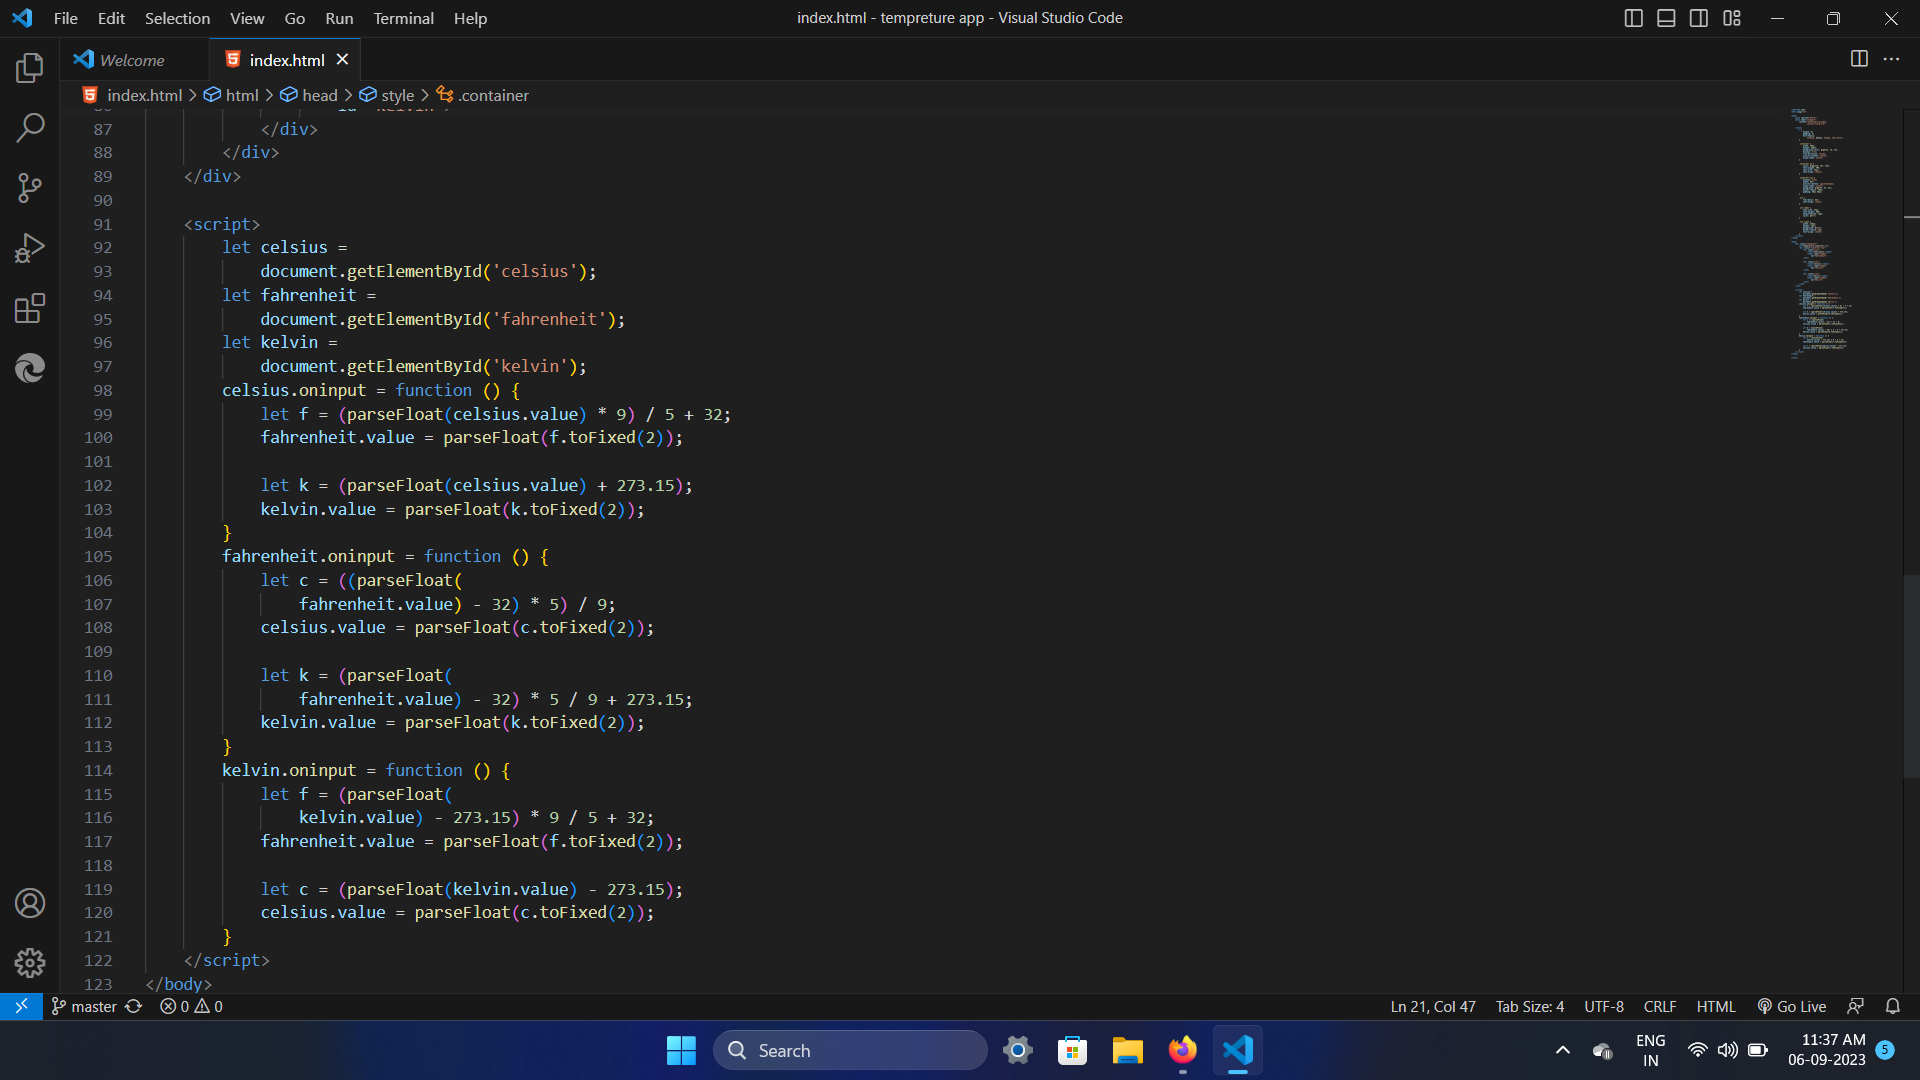 File Edit Selection View Go Run Terminal Help
index.html - tempreture app - Visual Studio Code
Welcome
index.html
index.html > html > head > style > .container
87 </div>
88 </div>
89 </div>
90
91 <script>
92 let celsius =
93 document.getElementById('celsius');
94 let fahrenheit =
95 document.getElementById('fahrenheit');
96 let kelvin =
97 document.getElementById('kelvin');
98 celsius.oninput = function () {
99 let f = (parseFloat(celsius.value) * 9) / 5 + 32;
100 fahrenheit.value = parseFloat(f.toFixed(2));
101
102 let k = (parseFloat(celsius.value) + 273.15);
103 kelvin.value = parseFloat(k.toFixed(2));
104 }
105 fahrenheit.oninput = function () {
106 let c = ((parseFloat(
107 fahrenheit.value) - 32) * 5) / 9;
108 celsius.value = parseFloat(c.toFixed(2));
109
110 let k = (parseFloat(
111 fahrenheit.value) - 32) * 5 / 9 + 273.15;
112 kelvin.value = parseFloat(k.toFixed(2));
113 }
114 kelvin.oninput = function () {
115 let f = (parseFloat(
116 kelvin.value) - 273.15) * 9 / 5 + 32;
117 fahrenheit.value = parseFloat(f.toFixed(2));
118
119 let c = (parseFloat(kelvin.value) - 273.15);
120 celsius.value = parseFloat(c.toFixed(2));
121 }
122 </script>
123 </body>
master 0 0 Ln 21, Col 47 Tab Size: 4 UTF-8 CRLF HTML Go Live
Search
ENG
IN
11:37 AM
06-09-2023
5